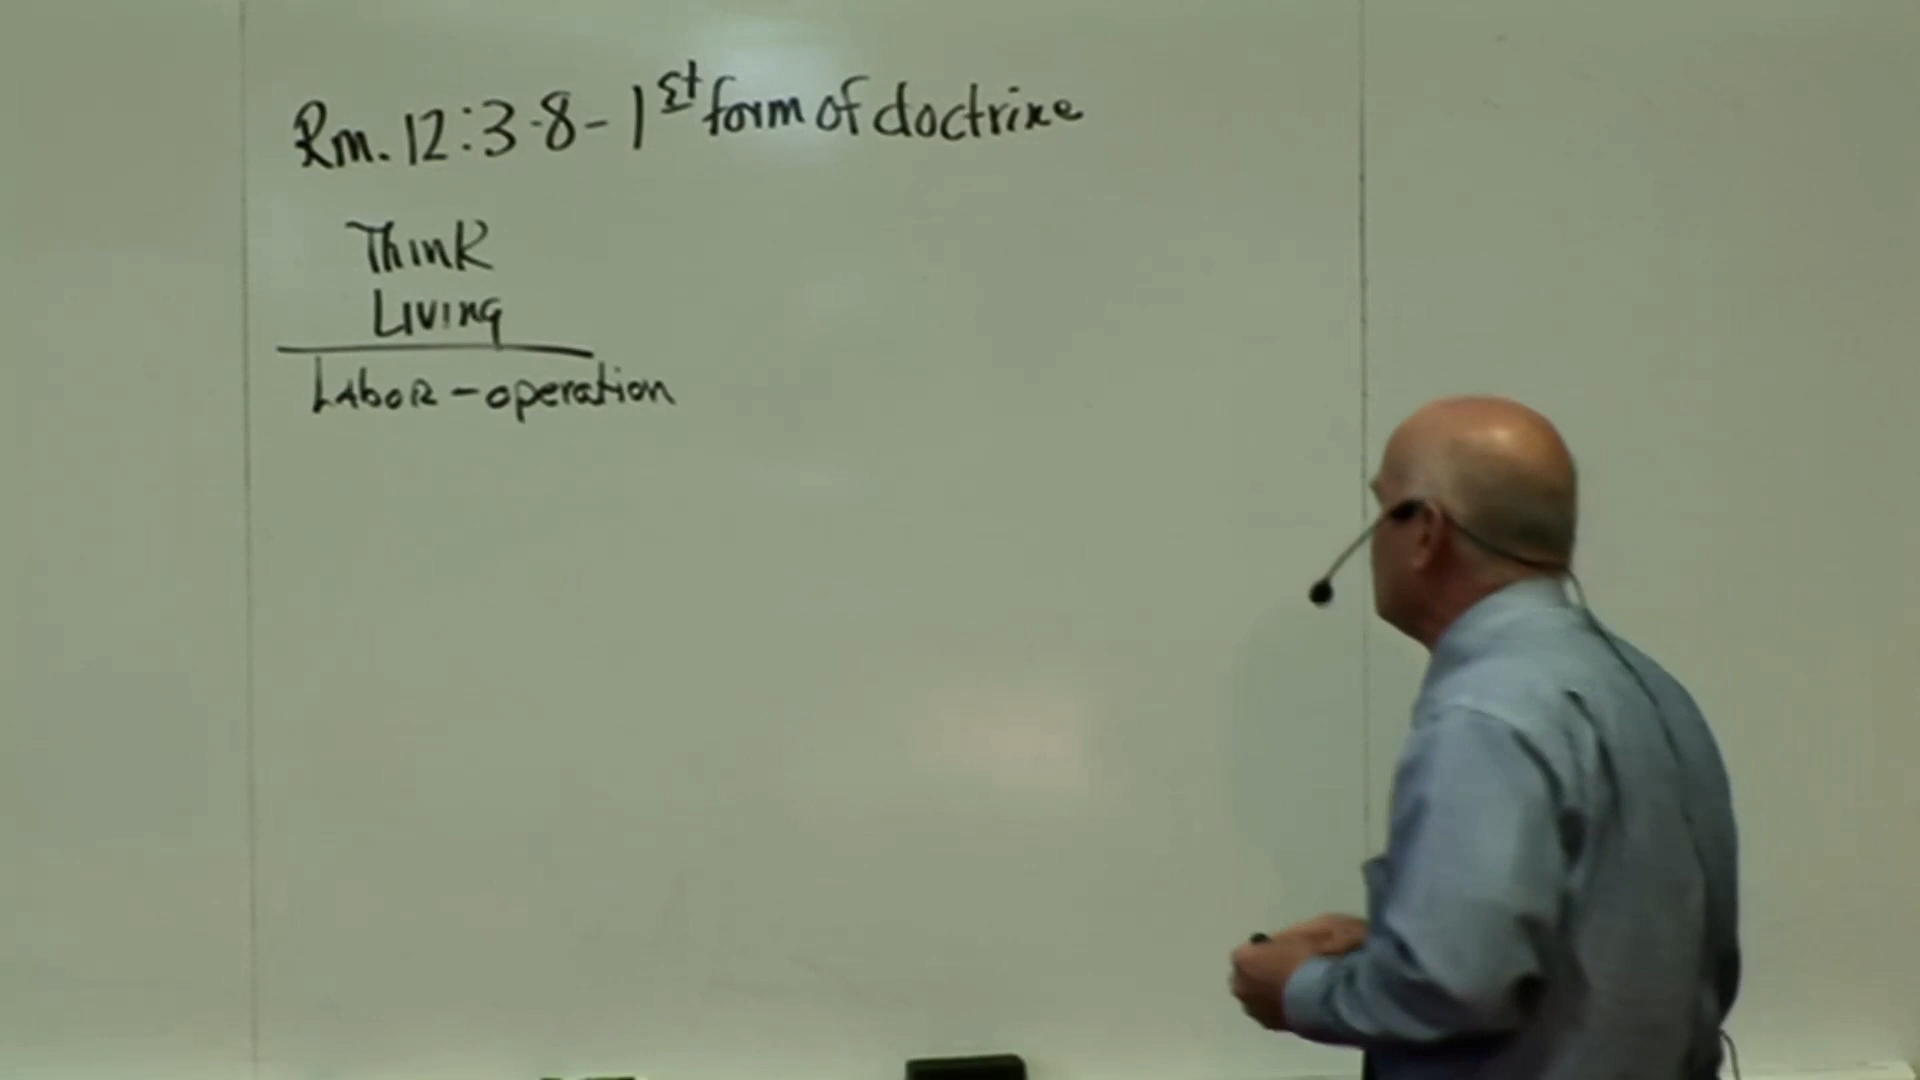 Rm. 12:3-8 - 1st form of doctrine
Think
Living
Labor - operation